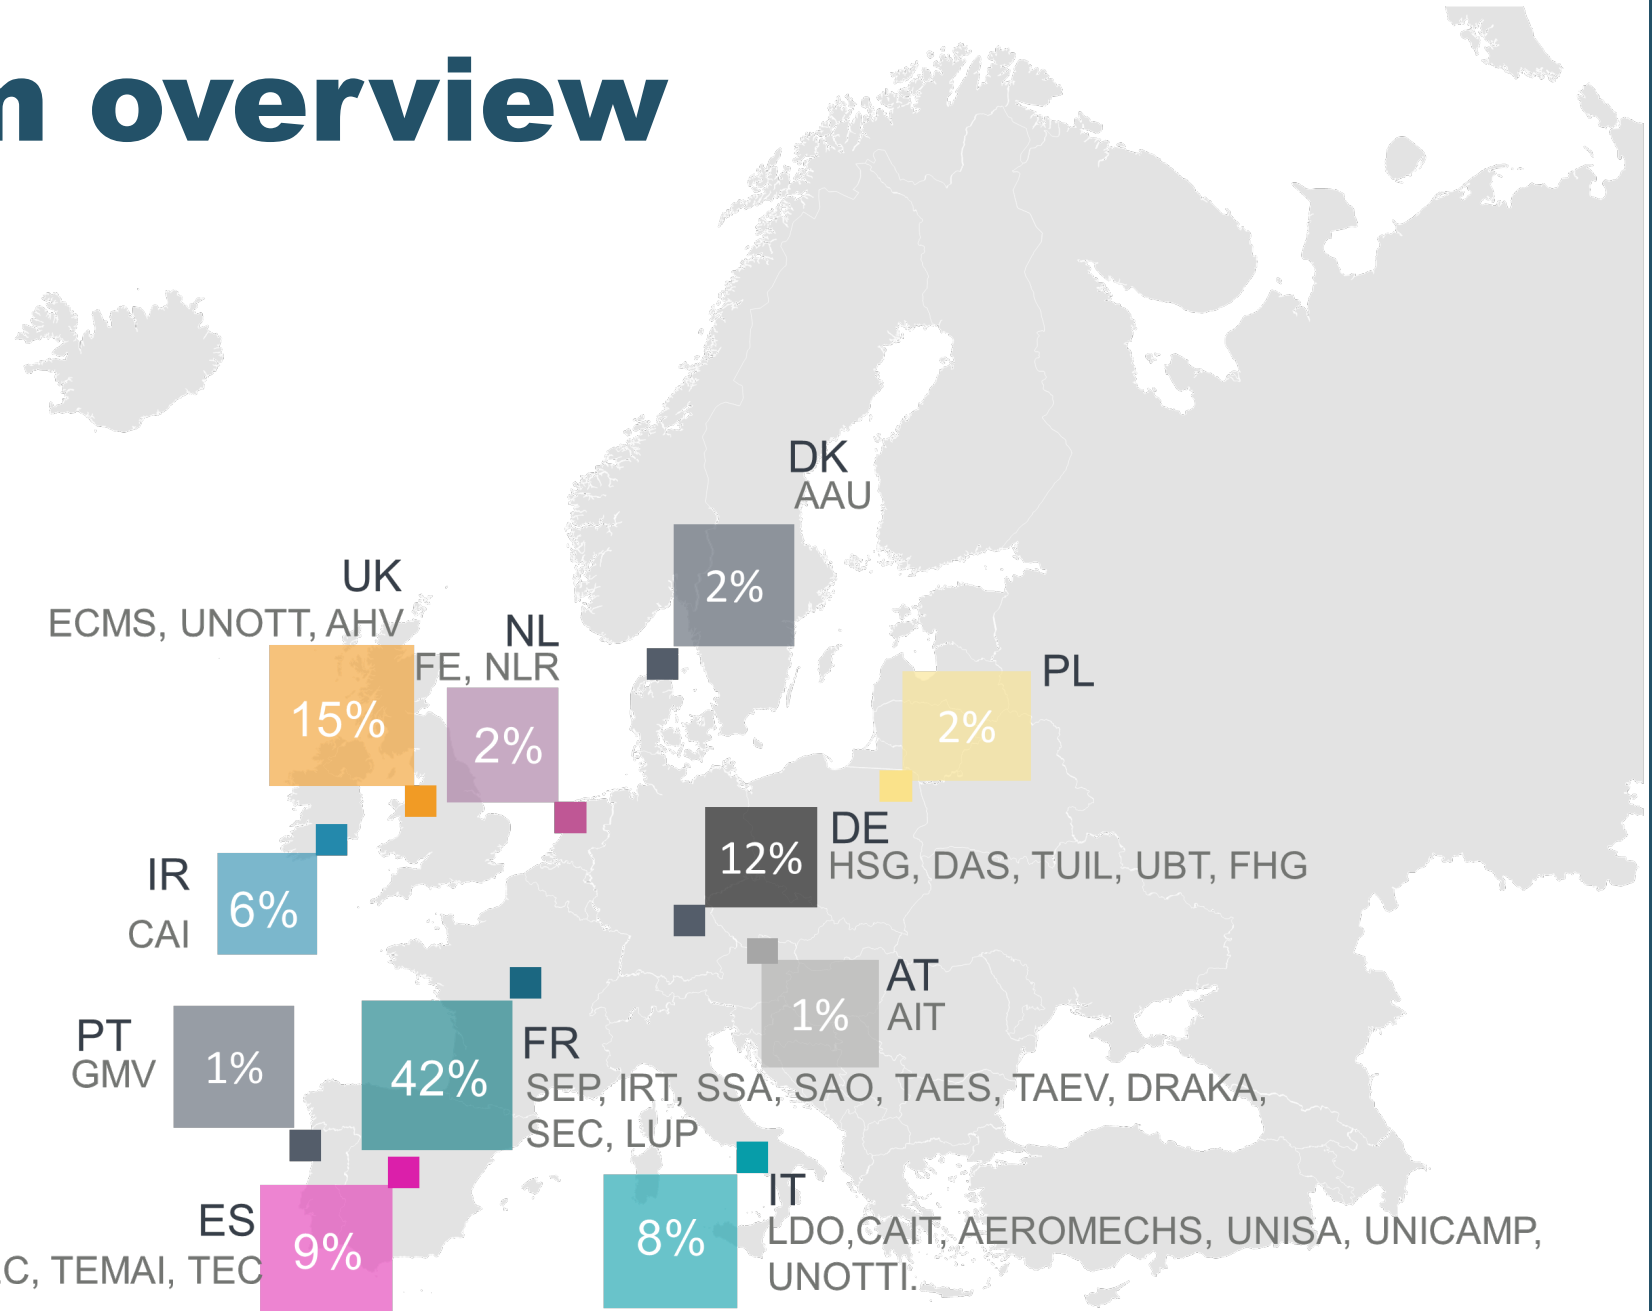 overview
DK
AAU
2%
UK
ECMS, UNOTT, AHV
15%
NL
FE, NLR
2%
PL
2%
DE
HSG, DAS, TUIL, UBT, FHG
12%
IR
CAI
6%
AT
AIT
1%
PT
GMV
1%
FR
SEP, IRT, SSA, SAO, TAES, TAEV, DRAKA,
SEC, LUP
42%
ES
TEMAI, TEC
9%
IT
LDO,CAIT, AEROMECHS, UNISA, UNICAMP,
UNOTTI.
8%